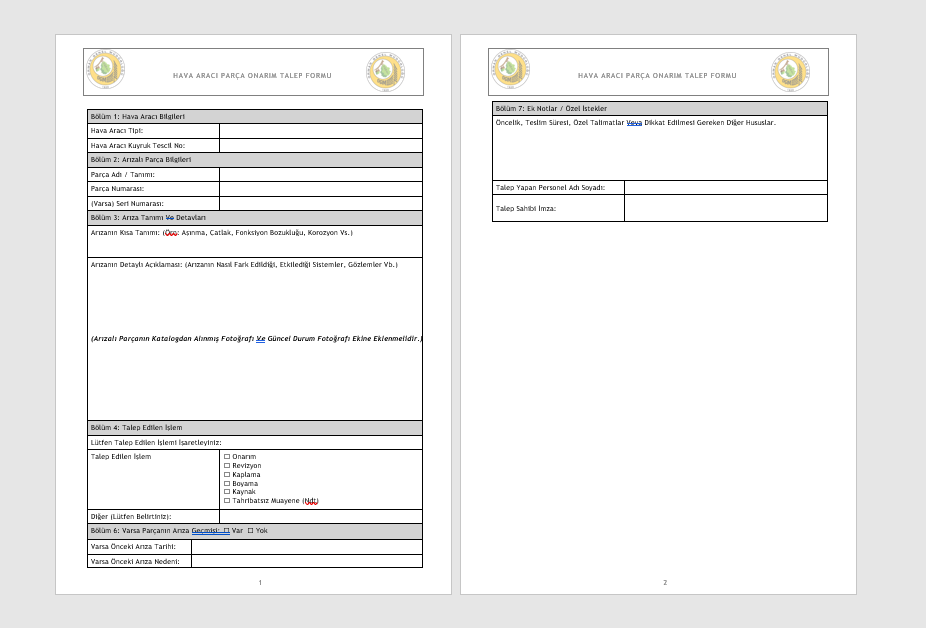 HAVA ARACI PARÇA ONARIM TALEP FORMU
Bölüm 1: Hava Aracı Bilgileri
Hava Aracı Tipi:
Hava Aracı Kuyruk Tescil No:
Bölüm 2: Arızalı Parça Bilgileri
Parça Adı / Tanımı:
Parça Numarası:
(Varsa) Seri Numarası:
Bölüm 3: Arıza Tanımı Ve Detayları
Arızanın Kısa Tanımı: (Örn: Aşınma, Çatlak, Fonksiyon Bozukluğu, Korozyon Vs.)
Arızanın Detaylı Açıklaması: (Arızanın Nasıl Fark Edildiği, Etkilediği Sistemler, Gözlemler Vb.)
(Arızalı Parçanın Katalogdan Alınmış Fotoğrafı Ve Güncel Durum Fotoğrafı Ekine Eklenmelidir.)
Bölüm 4: Talep Edilen İşlem
Lütfen Talep Edilen İşlemi İşaretleyiniz:
Talep Edilen İşlem
☐ Onarım
☐ Revizyon
☐ Kaplama
☐ Boyama
☐ Kaynak
☐ Tahribatsız Muayene (Ndt)
Diğer (Lütfen Belirtiniz):
Bölüm 6: Varsa Parçanın Arıza Geçmişi: ☐ Var ☐ Yok
Varsa Önceki Arıza Tarihi:
Varsa Önceki Arıza Nedeni:
1
HAVA ARACI PARÇA ONARIM TALEP FORMU
Bölüm 7: Ek Notlar / Özel İstekler
Öncelik, Teslim Süresi, Özel Talimatlar Veya Dikkat Edilmesi Gereken Diğer Hususlar.
Talep Yapan Personel Adı Soyadı:
Talep Sahibi İmza:
2